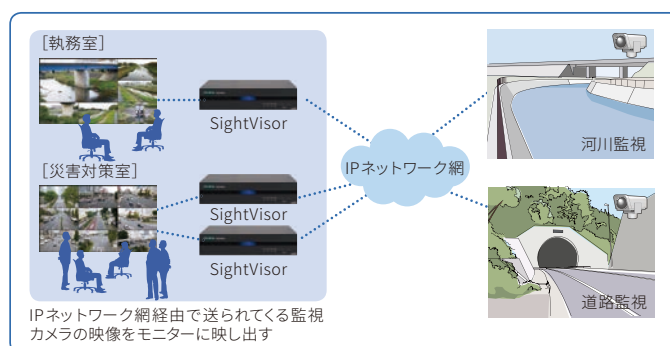 [執務室]
SightVisor
[災害対策室]
SightVisor
SightVisor
IPネットワーク網
河川監視
道路監視
IPネットワーク網経由で送られてくる監視
カメラの映像をモニターに映し出す